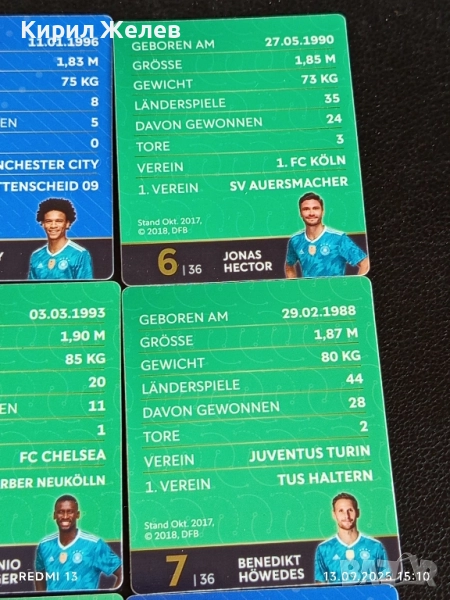 Кирил Желев
11.01.1996
1,83 M
75 KG
8
EN 5
0
NCHESTER CITY
TTENSCHEID 09
Y
GEBOREN AM 27.05.1990
GRÖSSE 1,85 M
GEWICHT 73 KG
LÄNDERSPIELE 35
DAVON GEWONNEN 24
TORE 3
VEREIN 1. FC KÖLN
1. VEREIN SV AUERSMACHER
Stand Okt. 2017,
© 2018, DFB
6 | 36 JONAS
HECTOR
03.03.1993
1,90 M
85 KG
20
EN 11
1
FC CHELSEA
RBER NEUKÖLLN
NIO
GER
GEBOREN AM 29.02.1988
GRÖSSE 1,87 M
GEWICHT 80 KG
LÄNDERSPIELE 44
DAVON GEWONNEN 28
TORE 2
VEREIN JUVENTUS TURIN
1. VEREIN TUS HALTERN
Stand Okt. 2017,
© 2018, DFB
7 | 36 BENEDIKT
HÖWEDES
REDMI 13
13.07.2025 15:10